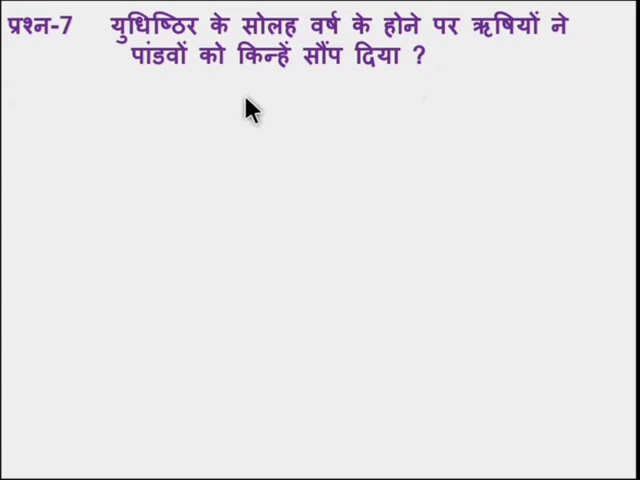 प्रश्न-7 युधिष्ठिर के सोलह वर्ष के होने पर ऋषियों ने
पांडवों को किन्हें सौंप दिया ?